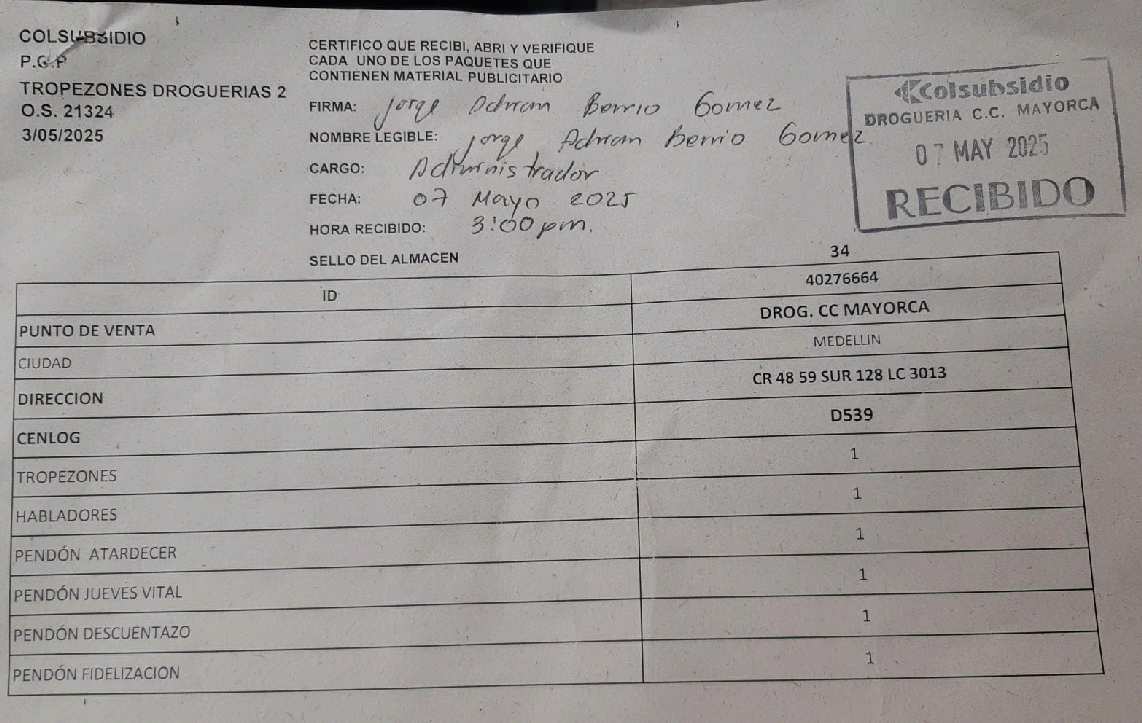 COLSUBSIDIO
P.G.P
TROPEZONES DROGUERIAS 2
O.S. 21324
3/05/2025
CERTIFICO QUE RECIBI, ABRI Y VERIFIQUE
CADA UNO DE LOS PAQUETES QUE
CONTIENEN MATERIAL PUBLICITARIO
FIRMA: Jorge Adrian Berrio Gomez
NOMBRE LEGIBLE: Jorge Adrian Berrio Gomez
CARGO: Administrador
FECHA: 07 Mayo 2025
HORA RECIBIDO: 3:00 pm.
SELLO DEL ALMACEN
Colsubsidio
DROGUERIA C.C. MAYORCA
07 MAY 2025
RECIBIDO
34
ID 40276664
PUNTO DE VENTA DROG. CC MAYORCA
CIUDAD MEDELLIN
DIRECCION CR 48 59 SUR 128 LC 3013
CENLOG D539
TROPEZONES 1
HABLADORES 1
PENDÓN ATARDECER 1
PENDÓN JUEVES VITAL 1
PENDÓN DESCUENTAZO 1
PENDÓN FIDELIZACION 1